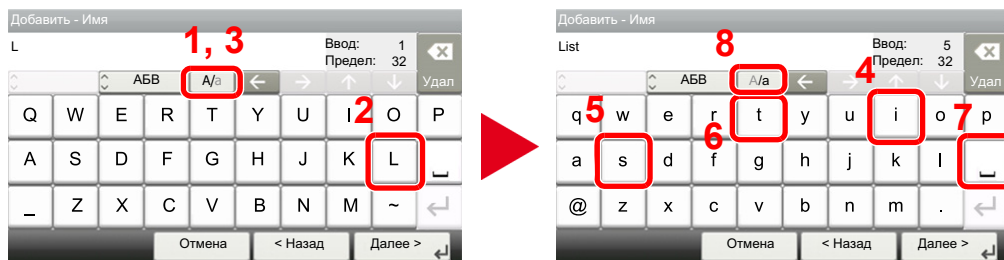 Добавить - Имя
L
Ввод: 1
Предел: 32
1, 3
АБВ
A/a
Удал
Q W E R T Y U I O P
2
A S D F G H J K L
_ Z X C V B N M ~
Отмена
< Назад
Далее >
Добавить - Имя
List
Ввод: 5
Предел: 32
8
4
АБВ
A/a
Удал
q w e r t y u i o p
5
6
7
a s d f g h j k l
@ z x c v b n m .
Отмена
< Назад
Далее >